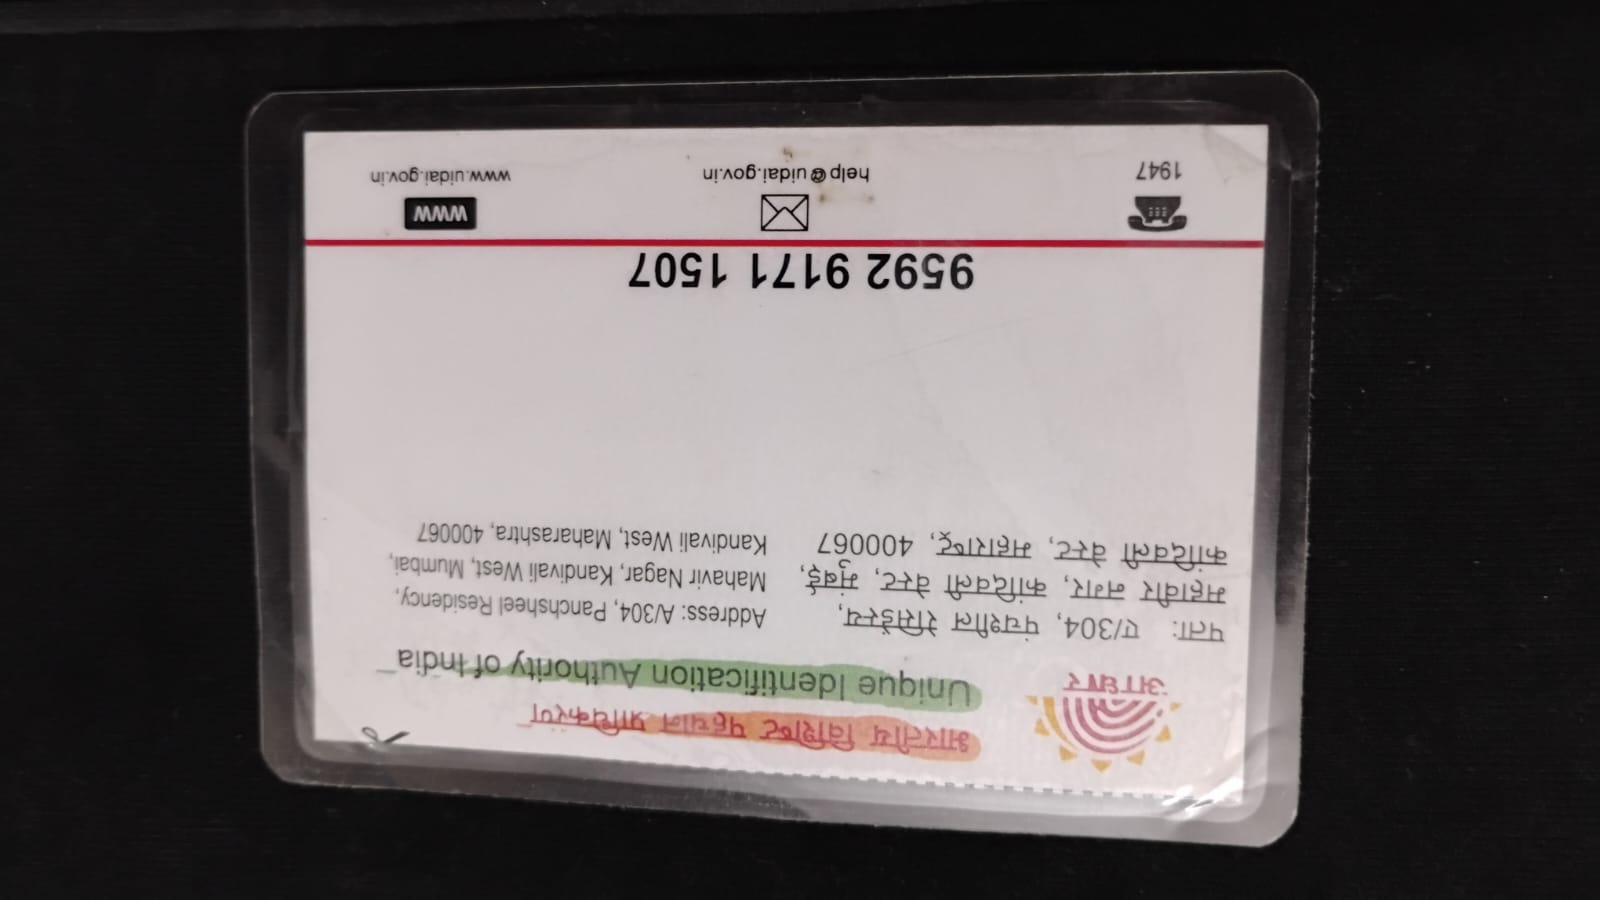 भारतीय विशिष्ट पहचान प्राधिकरण
Unique Identification Authority of India
आधार
पता: ए/304, पंचशील रेसिडेंस्य,
महावीर नगर, कांदिवली वेस्ट, मुंबई,
कांदिवली वेस्ट, महाराष्ट्र, 400067
Address: A/304, Panchsheel Residency,
Mahavir Nagar, Kandivali West, Mumbai,
Kandivali West, Maharashtra, 400067
9592 9171 1507
1947
help@uidai.gov.in
WWW
www.uidai.gov.in